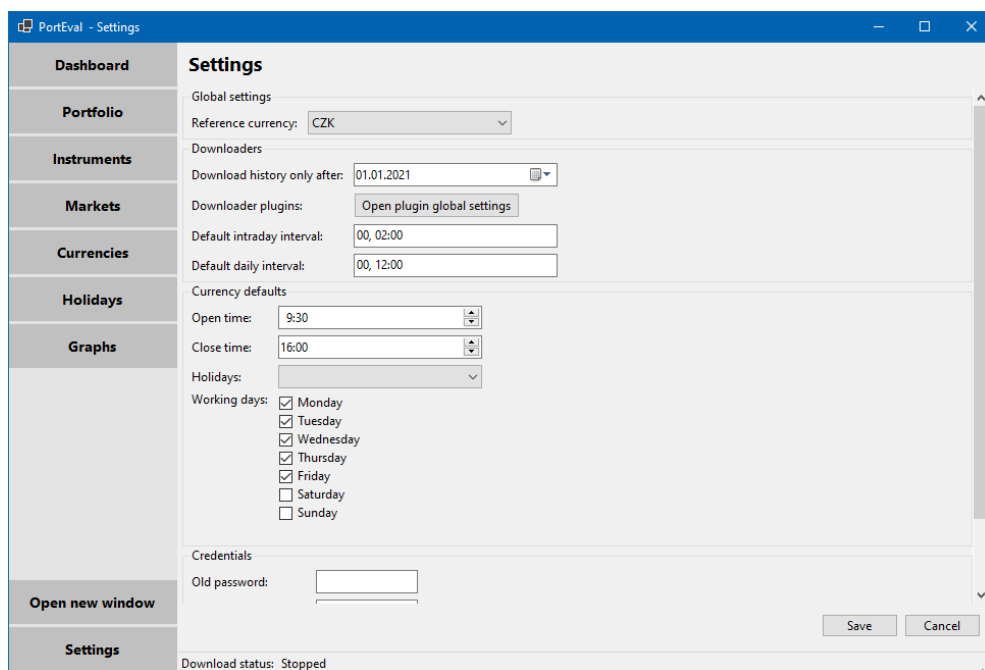 PortEval - Settings
Dashboard
Portfolio
Instruments
Markets
Currencies
Holidays
Graphs
Open new window
Settings
Settings
Global settings
Reference currency: CZK
Downloaders
Download history only after: 01.01.2021
Downloader plugins: Open plugin global settings
Default intraday interval: 00, 02:00
Default daily interval: 00, 12:00
Currency defaults
Open time: 9:30
Close time: 16:00
Holidays:
Working days: Monday
Tuesday
Wednesday
Thursday
Friday
Saturday
Sunday
Credentials
Old password:
Save Cancel
Download status: Stopped